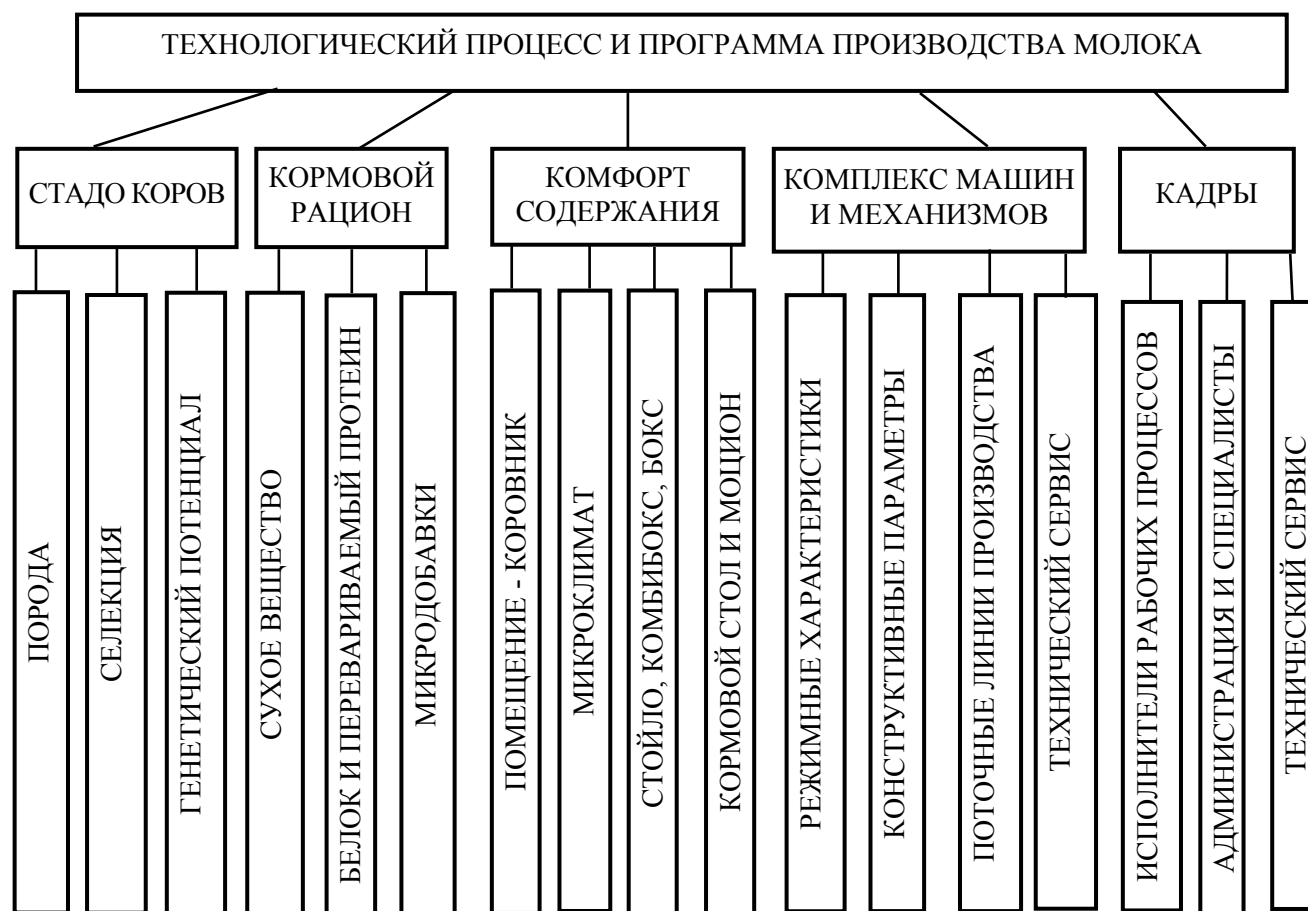 ТЕХНОЛОГИЧЕСКИЙ ПРОЦЕСС И ПРОГРАММА ПРОИЗВОДСТВА МОЛОКА
СТАДО КОРОВ
КОРМОВОЙ
РАЦИОН
КОМФОРТ
СОДЕРЖАНИЯ
КОМПЛЕКС МАШИН
И МЕХАНИЗМОВ
КАДРЫ
ПОРОДА
СЕЛЕКЦИЯ
ГЕНЕТИЧЕСКИЙ ПОТЕНЦИАЛ
СУХОЕ ВЕЩЕСТВО
БЕЛОК И ПЕРЕВАРИВАЕМЫЙ ПРОТЕИН
МИКРОДОБАВКИ
ПОМЕЩЕНИЕ - КОРОВНИК
МИКРОКЛИМАТ
СТОЙЛО, КОМБИБОКС, БОКС
КОРМОВОЙ СТОЛ И МОЦИОН
РЕЖИМНЫЕ ХАРАКТЕРИСТИКИ
КОНСТРУКТИВНЫЕ ПАРАМЕТРЫ
ПОТОЧНЫЕ ЛИНИИ ПРОИЗВОДСТВА
ТЕХНИЧЕСКИЙ СЕРВИС
ИСПОЛНИТЕЛИ РАБОЧИХ ПРОЦЕССОВ
АДМИНИСТРАЦИЯ И СПЕЦИАЛИСТЫ
ТЕХНИЧЕСКИЙ СЕРВИС